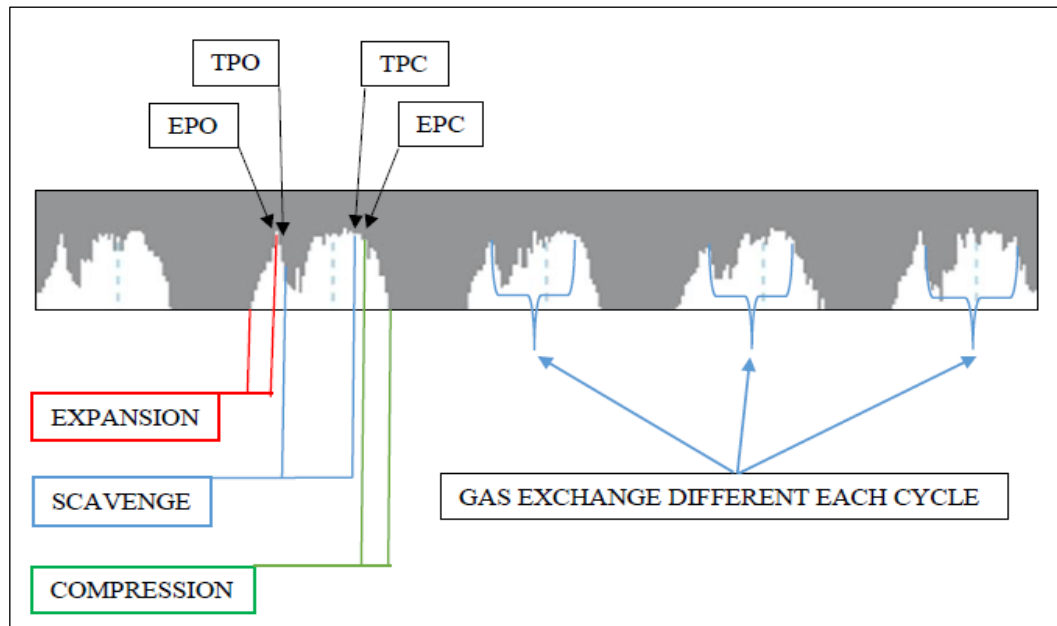 TPO
TPC
EPO
EPC
EXPANSION
SCAVENGE
GAS EXCHANGE DIFFERENT EACH CYCLE
COMPRESSION